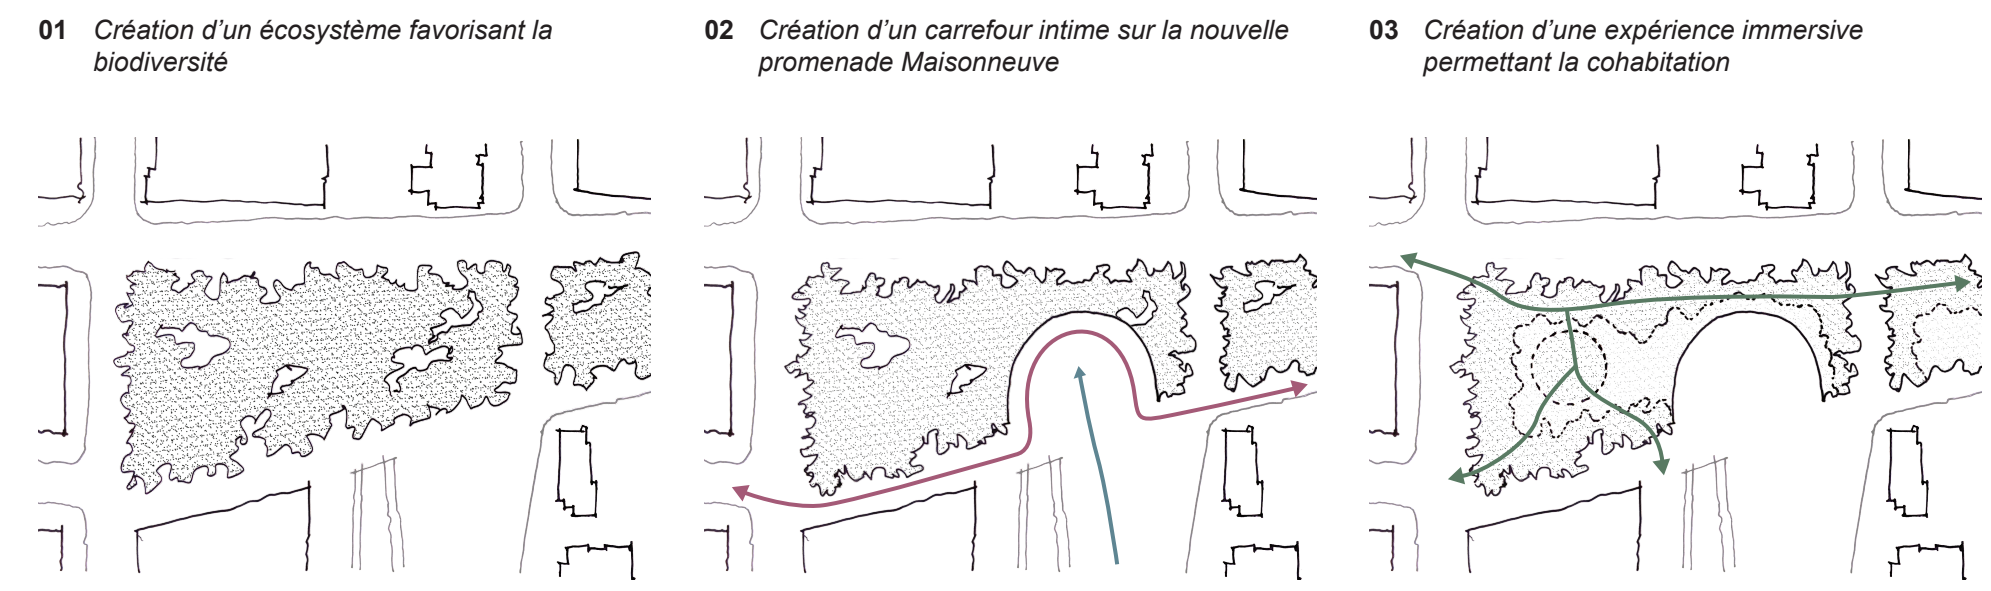 01 Création d'un écosystème favorisant la
biodiversité
02 Création d'un carrefour intime sur la nouvelle
promenade Maisonneuve
03 Création d'une expérience immersive
permettant la cohabitation